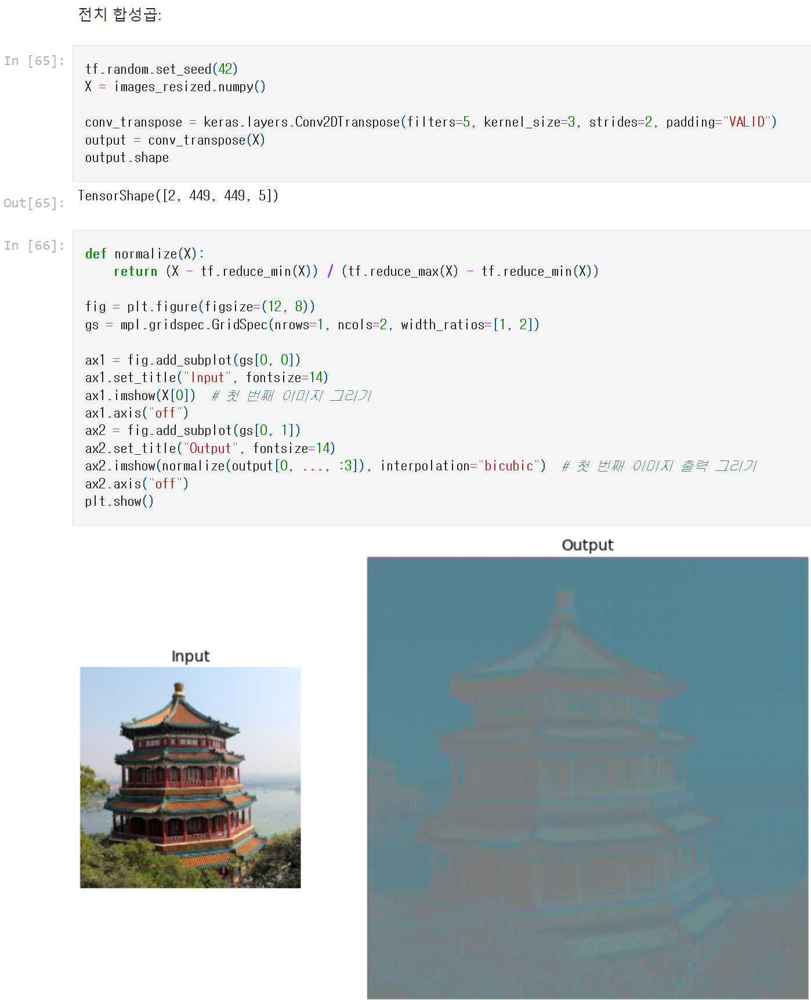 전치 합성곱:
In [65]:
tf.random.set_seed(42)
X = images_resized.numpy()
conv_transpose = keras.layers.Conv2DTranspose(filters=5, kernel_size=3, strides=2, padding="VALID")
output = conv_transpose(X)
output.shape
Out[65]:
TensorShape([2, 449, 449, 5])
In [66]:
def normalize(X):
    return (X - tf.reduce_min(X)) / (tf.reduce_max(X) - tf.reduce_min(X))
fig = plt.figure(figsize=(12, 8))
gs = mpl.gridspec.GridSpec(nrows=1, ncols=2, width_ratios=[1, 2])
ax1 = fig.add_subplot(gs[0, 0])
ax1.set_title("Input", fontsize=14)
ax1.imshow(X[0])  # 첫 번째 이미지 그리기
ax1.axis("off")
ax2 = fig.add_subplot(gs[0, 1])
ax2.set_title("Output", fontsize=14)
ax2.imshow(normalize(output[0, ..., :3]), interpolation="bicubic")  # 첫 번째 이미지 출력 그리기
ax2.axis("off")
plt.show()
Output
Input